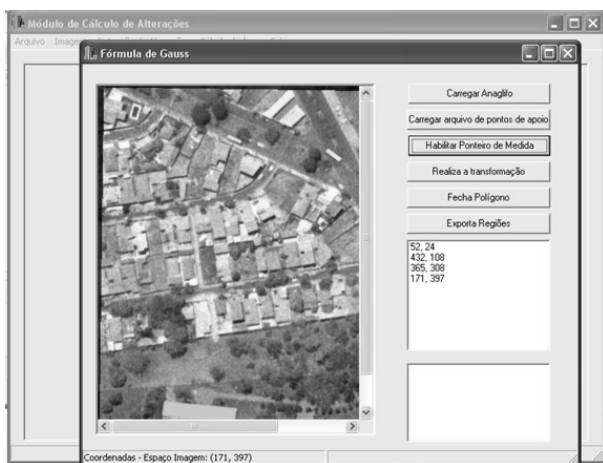 Módulo de Cálculo de Alterações
Arquivo
Fórmula de Gauss
Carregar Anaglifo
Carregar arquivo de pontos de apoio
Habilitar Ponteiro de Medida
Realiza a transformação
Fecha Polígono
Exporta Regiões
52, 24
432, 108
365, 308
171, 397
Coordenadas - Espaço Imagem: (171, 397)